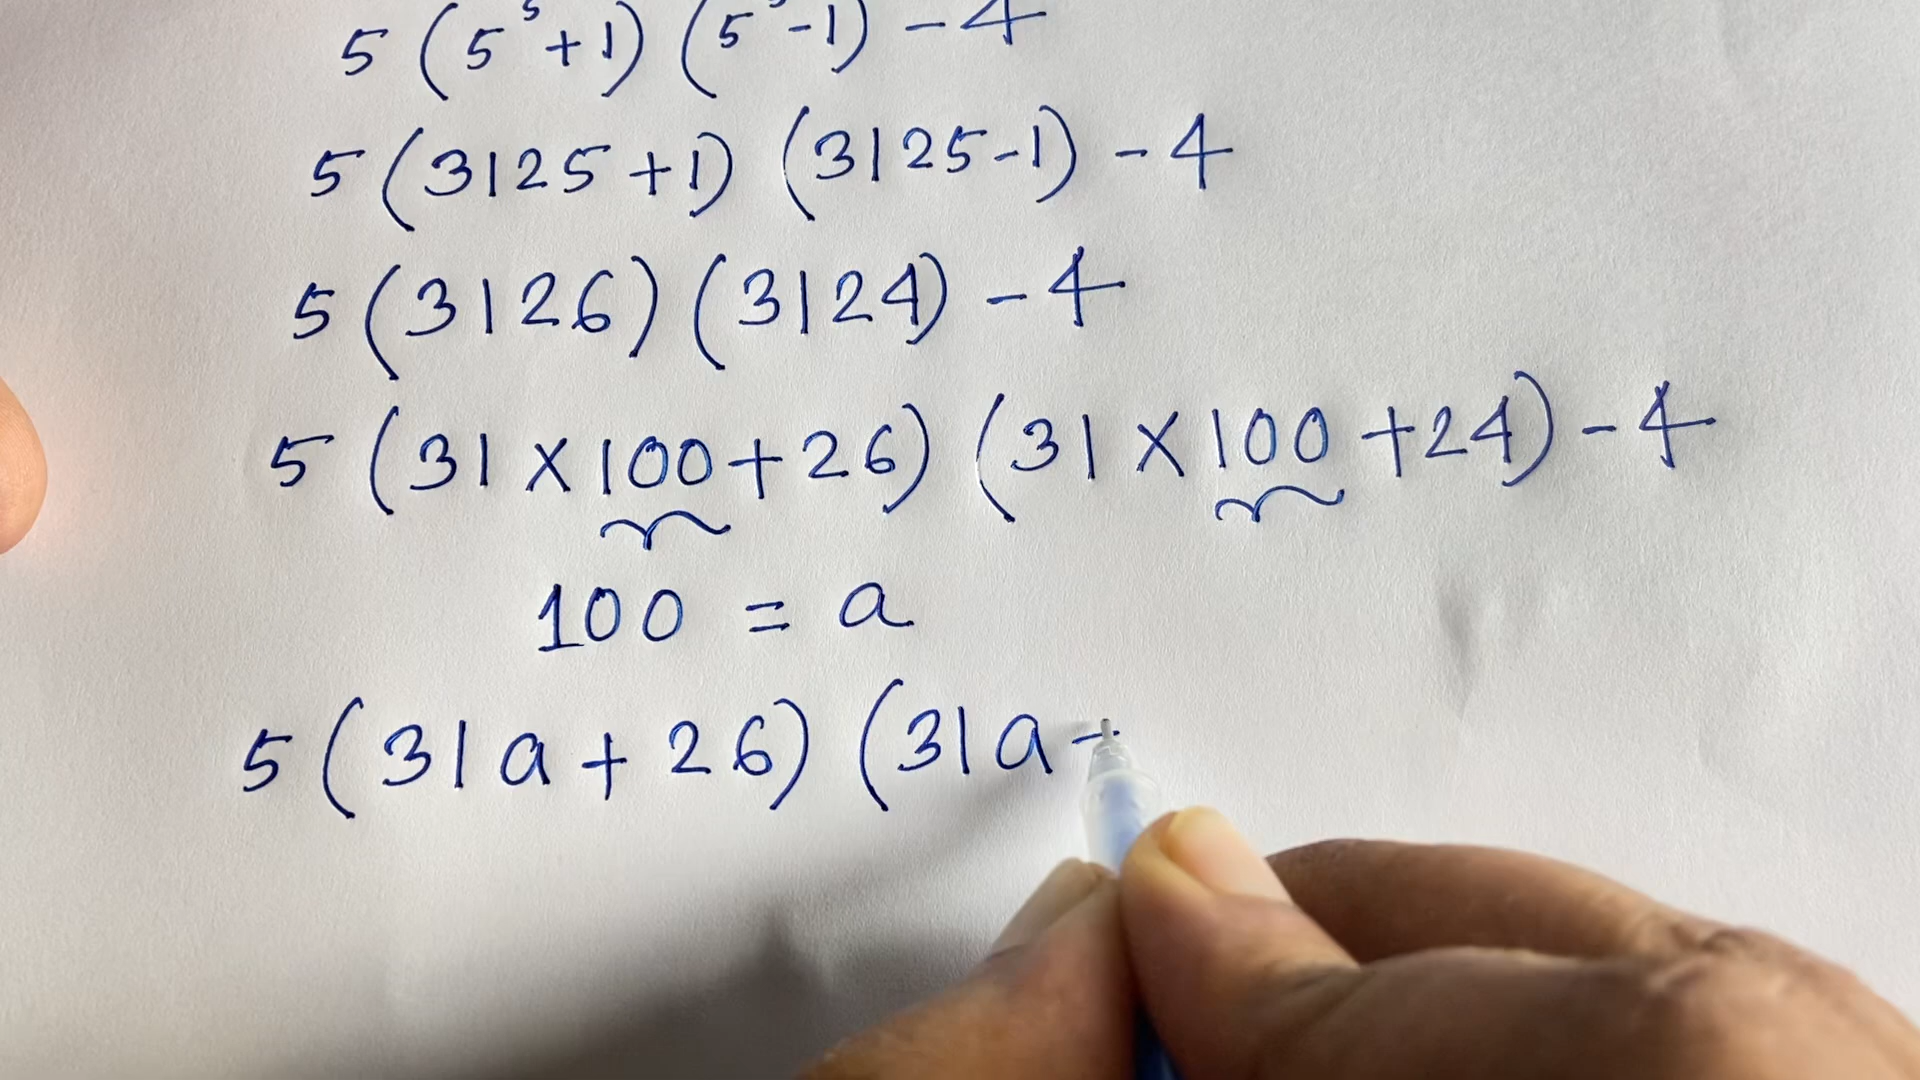 5 (5⁵+1) (5⁵-1) - 4
5 (3125+1) (3125-1) - 4
5 (3126) (3124) - 4
5 (31 × 100 + 26) (31 × 100 + 24) - 4
100 = a
5 (31a + 26) (31a +